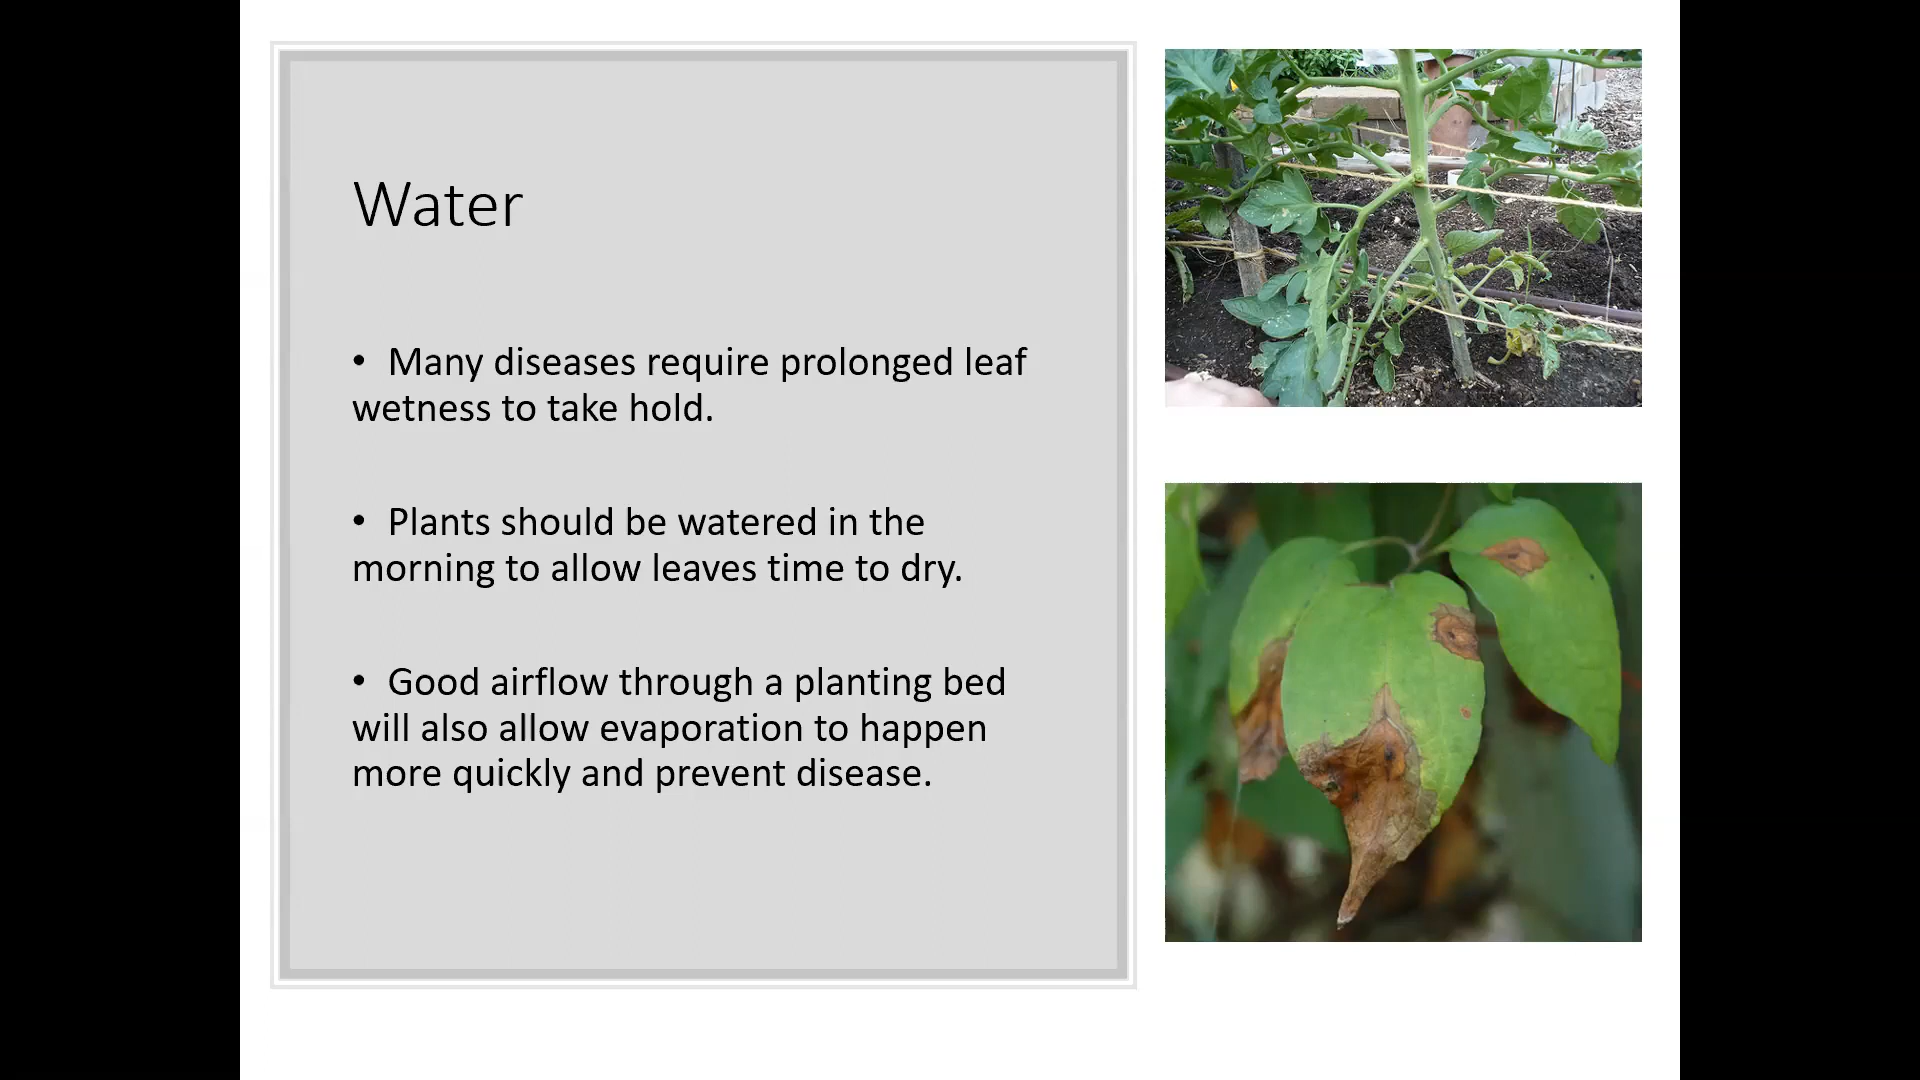 Water
• Many diseases require prolonged leaf
wetness to take hold.
• Plants should be watered in the
morning to allow leaves time to dry.
• Good airflow through a planting bed
will also allow evaporation to happen
more quickly and prevent disease.